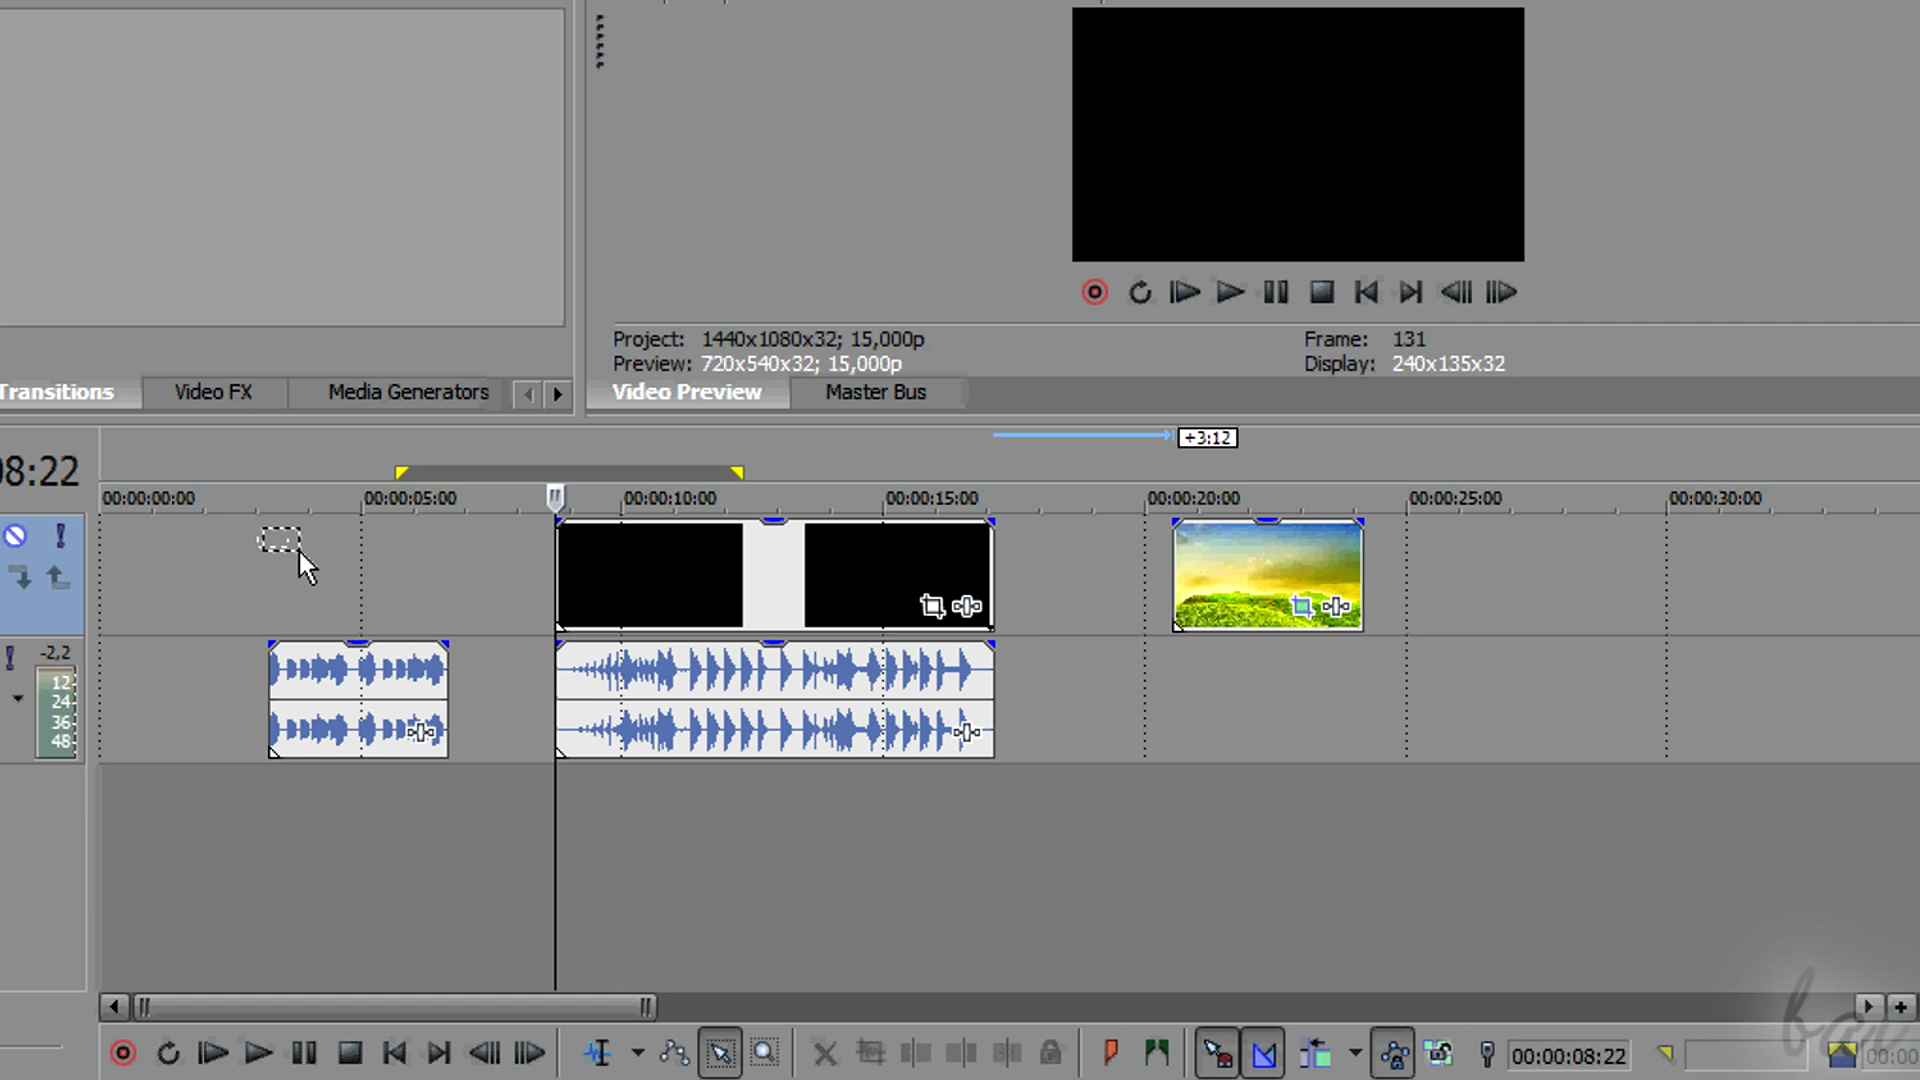 Project: 1440x1080x32; 15,000p
Frame: 131
Preview: 720x540x32; 15,000p
Display: 240x135x32
Transitions
Video FX
Media Generators
Video Preview
Master Bus
+3:12
08:22
00:00:00:00
00:00:05:00
00:00:10:00
00:00:15:00
00:00:20:00
00:00:25:00
00:00:30:00
-2,2
12
24
36
48
00:00:08:22
00:00